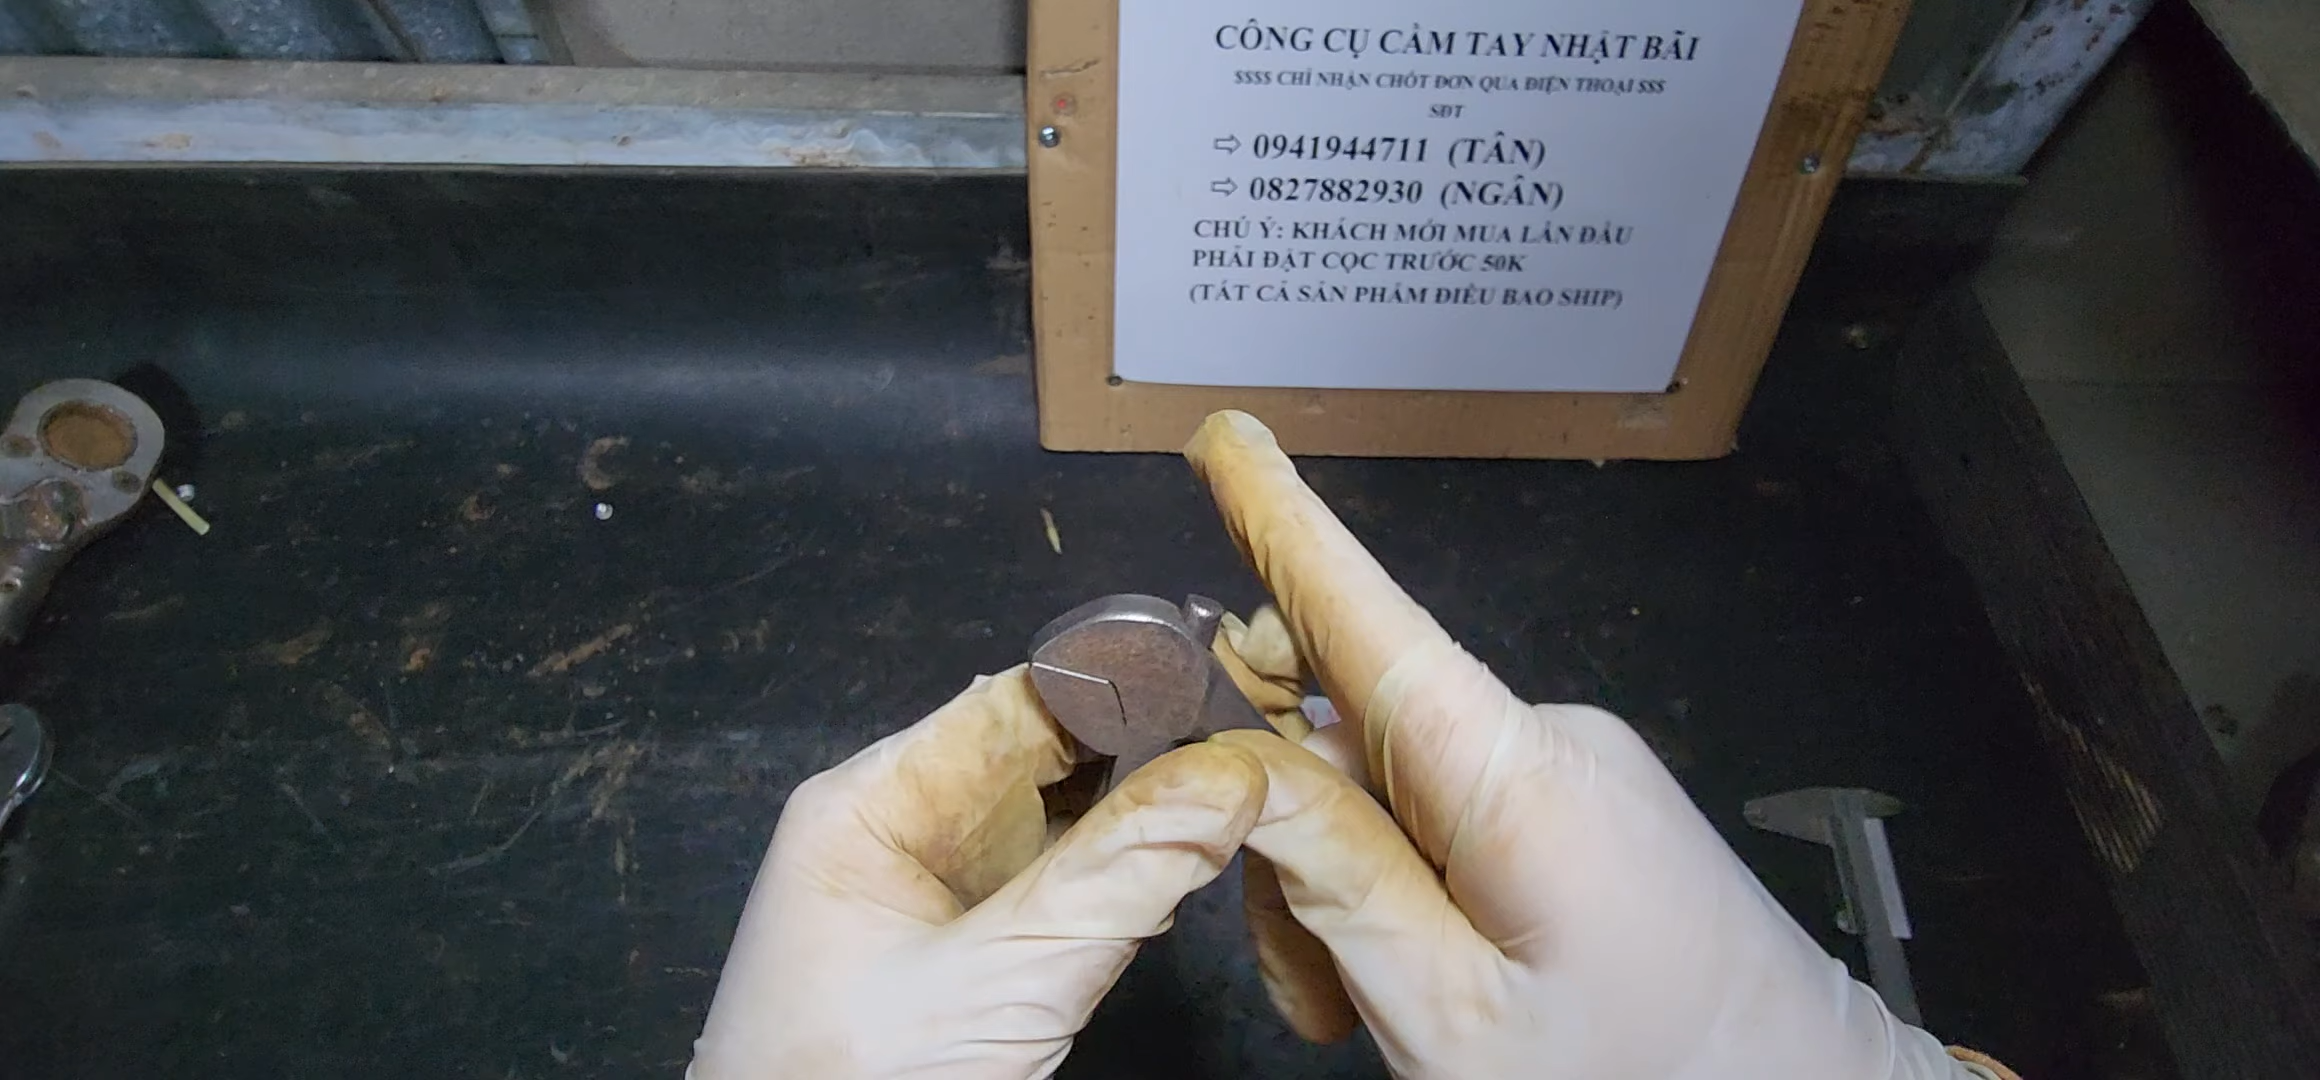 CÔNG CỤ CẦM TAY NHẬT BÃI
$$$$ CHỈ NHẬN CHỐT ĐƠN QUA ĐIỆN THOẠI $$$
SĐT
⇨ 0941944711 (TÂN)
⇨ 0827882930 (NGÂN)
CHÚ Ý: KHÁCH MỚI MUA LẦN ĐẦU
PHẢI ĐẶT CỌC TRƯỚC 50K
(TẤT CẢ SẢN PHẨM ĐIỀU BAO SHIP)